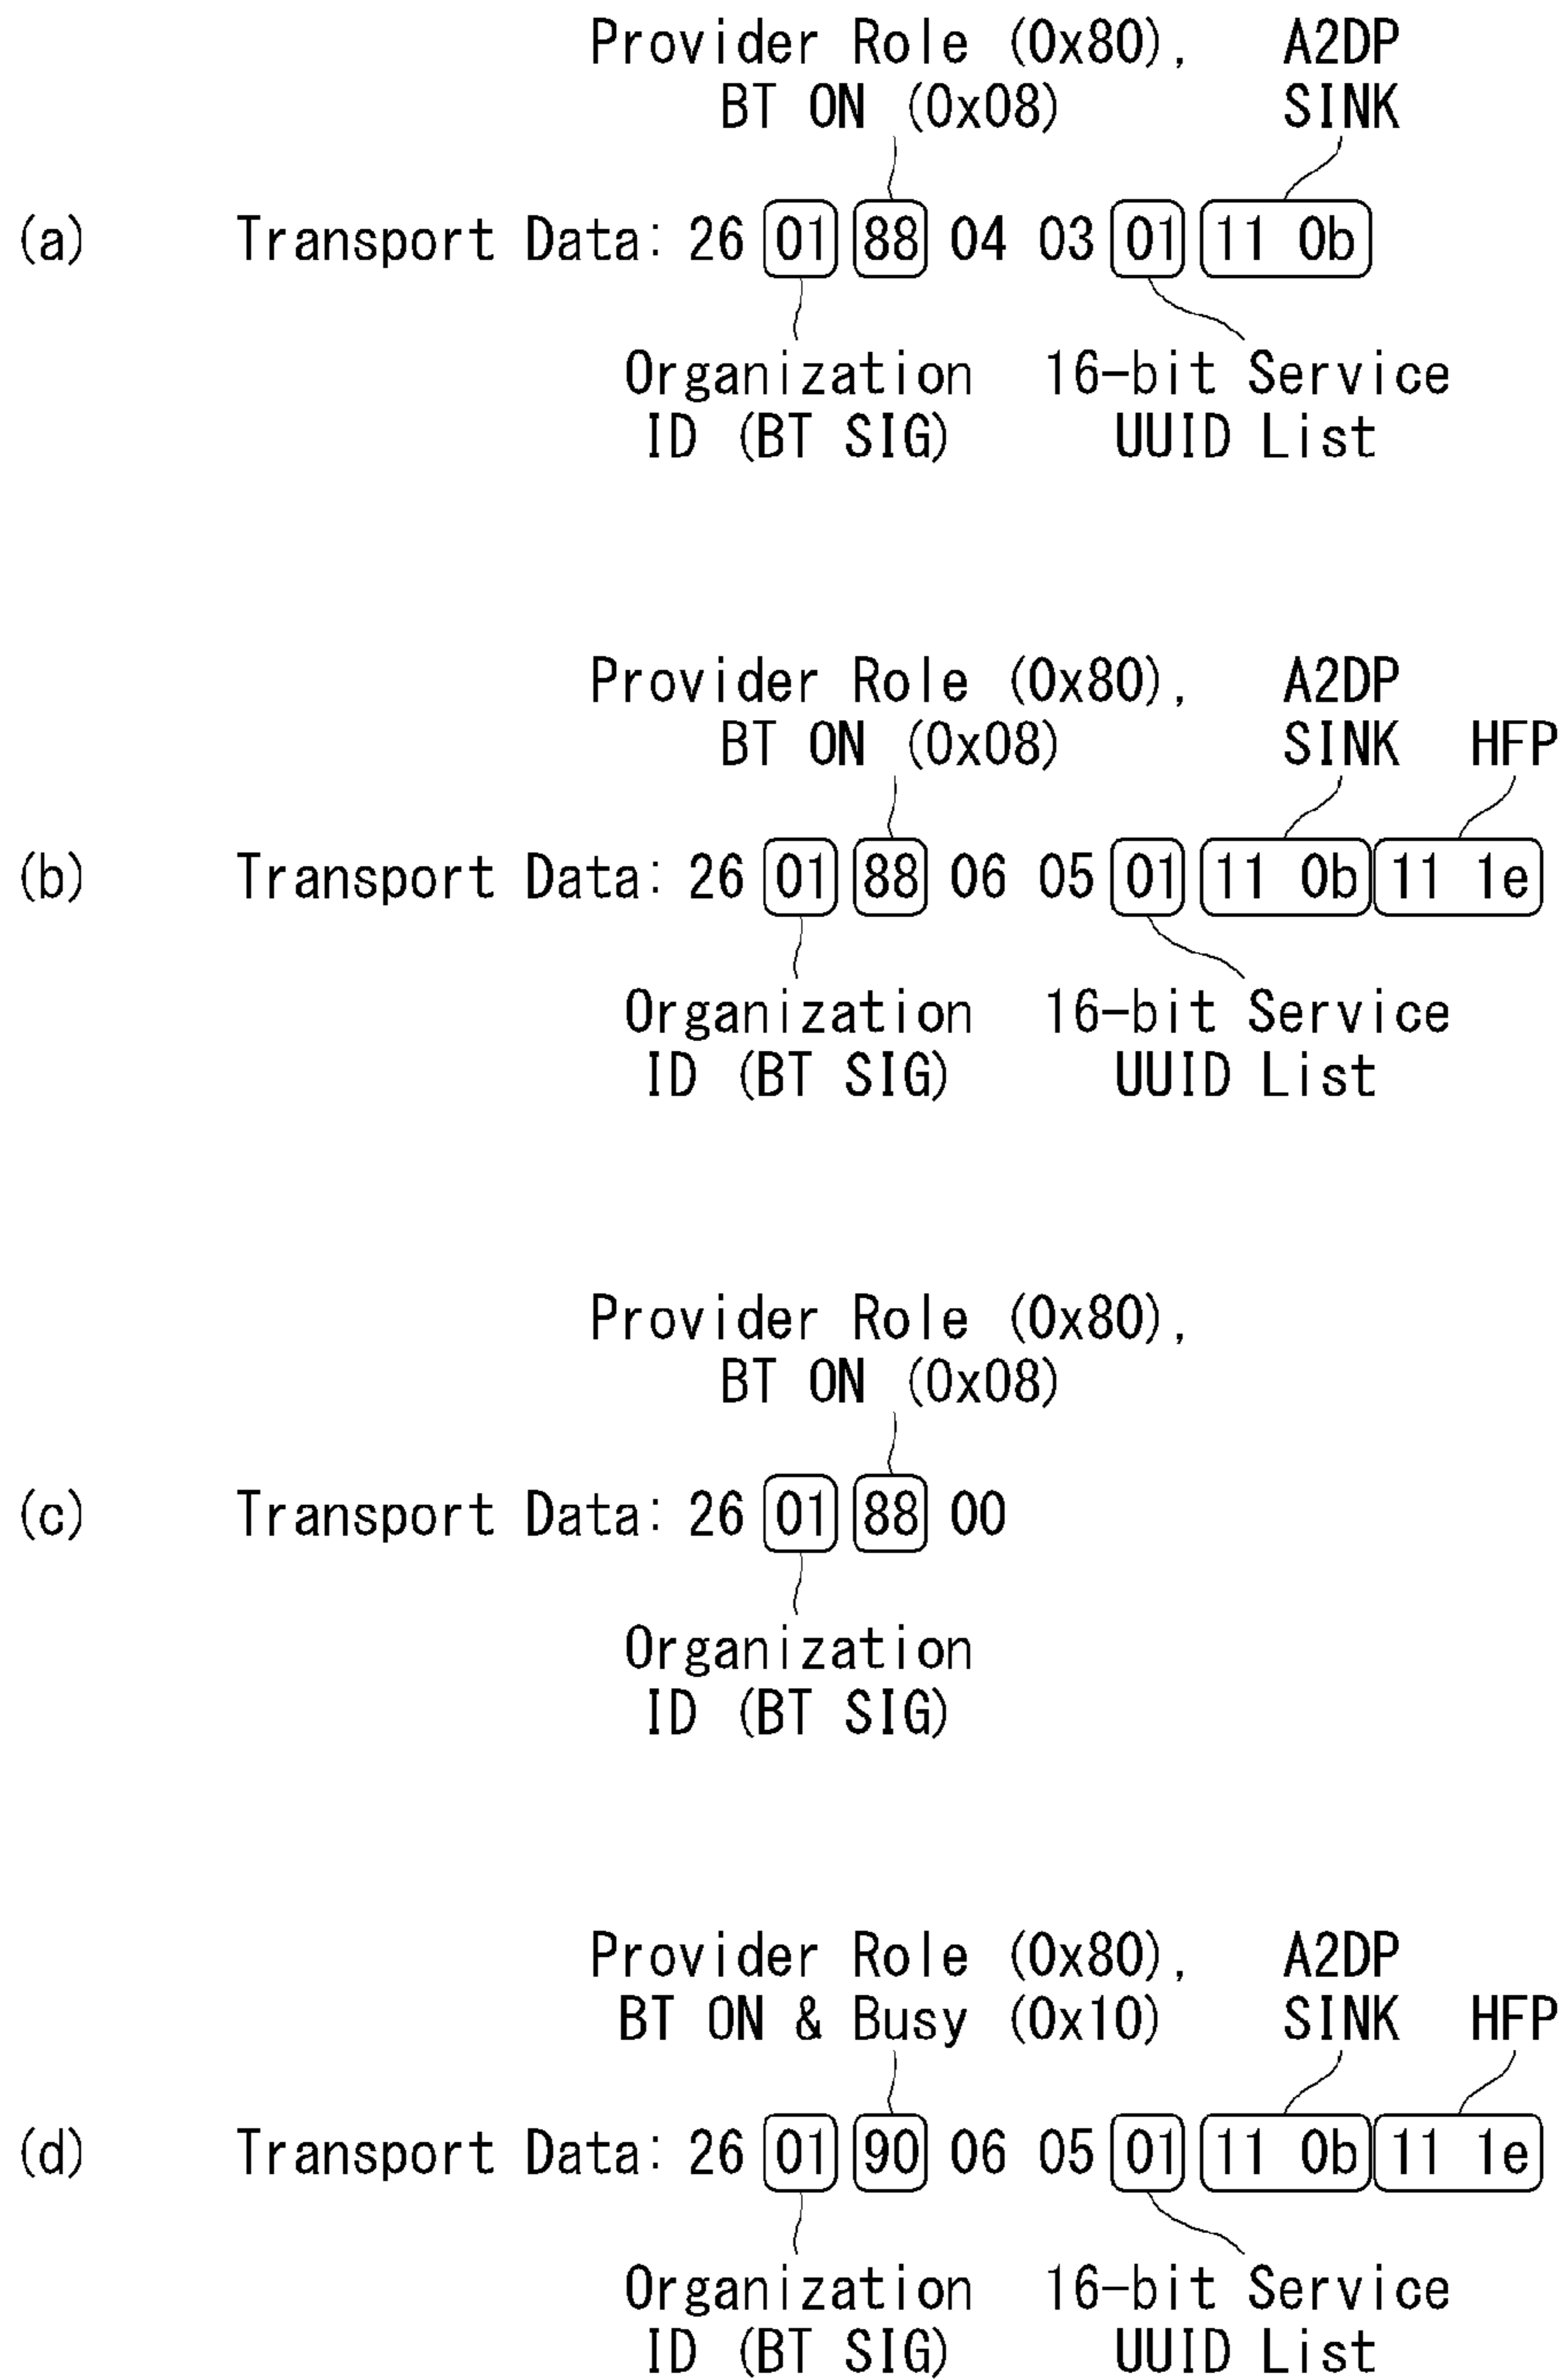 Provider Role (0x80), A2DP
BT ON (0x08) SINK
(a) Transport Data: 26 01 88 04 03 01 11 0b
Organization 16-bit Service
ID (BT SIG) UUID List
Provider Role (0x80), A2DP
BT ON (0x08) SINK HFP
(b) Transport Data: 26 01 88 06 05 01 11 0b 11 1e
Organization 16-bit Service
ID (BT SIG) UUID List
Provider Role (0x80),
BT ON (0x08)
(c) Transport Data: 26 01 88 00
Organization
ID (BT SIG)
Provider Role (0x80), A2DP
BT ON & Busy (0x10) SINK HFP
(d) Transport Data: 26 01 90 06 05 01 11 0b 11 1e
Organization 16-bit Service
ID (BT SIG) UUID List